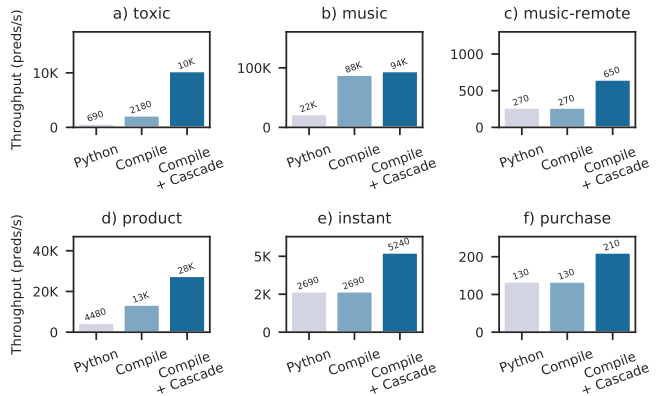 a) toxic
Throughput (preds/s)
10K
0
690
2180
10K
Python
Compile
Compile
+ Cascade
b) music
100K
0
22K
88K
94K
Python
Compile
Compile
+ Cascade
c) music-remote
1000
500
0
270
270
650
Python
Compile
Compile
+ Cascade
d) product
Throughput (preds/s)
40K
20K
0
4480
13K
28K
Python
Compile
Compile
+ Cascade
e) instant
5K
2K
0
2690
2690
5240
Python
Compile
Compile
+ Cascade
f) purchase
200
100
0
130
130
210
Python
Compile
Compile
+ Cascade